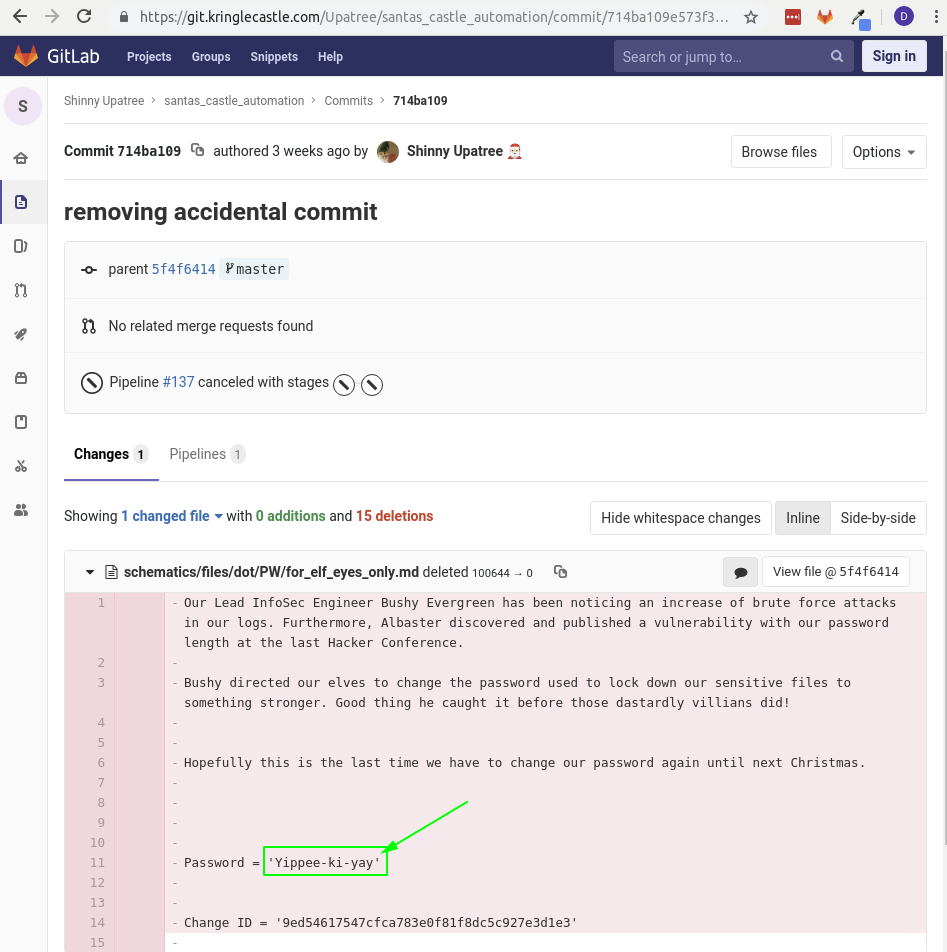 https://git.kringlecastle.com/Upatree/santas_castle_automation/commit/714ba109e573f3...
D
GitLab
Projects
Groups
Snippets
Help
Search or jump to...
Sign in
S
Shinny Upatree > santas_castle_automation > Commits > 714ba109
Commit 714ba109 authored 3 weeks ago by Shinny Upatree
Browse files
Options
removing accidental commit
parent 5f4f6414 master
No related merge requests found
Pipeline #137 canceled with stages
Changes 1
Pipelines 1
Showing 1 changed file with 0 additions and 15 deletions
Hide whitespace changes
Inline
Side-by-side
schematics/files/dot/PW/for_elf_eyes_only.md deleted 100644 → 0
View file @ 5f4f6414
1 - Our Lead InfoSec Engineer Bushy Evergreen has been noticing an increase of brute force attacks
in our logs. Furthermore, Albaster discovered and published a vulnerability with our password
length at the last Hacker Conference.
2 -
3 - Bushy directed our elves to change the password used to lock down our sensitive files to
something stronger. Good thing he caught it before those dastardly villians did!
4 -
5 -
6 - Hopefully this is the last time we have to change our password again until next Christmas.
7 -
8 -
9 -
10 -
11 - Password = 'Yippee-ki-yay'
12 -
13 -
14 - Change ID = '9ed54617547cfca783e0f81f8dc5c927e3d1e3'
15 -